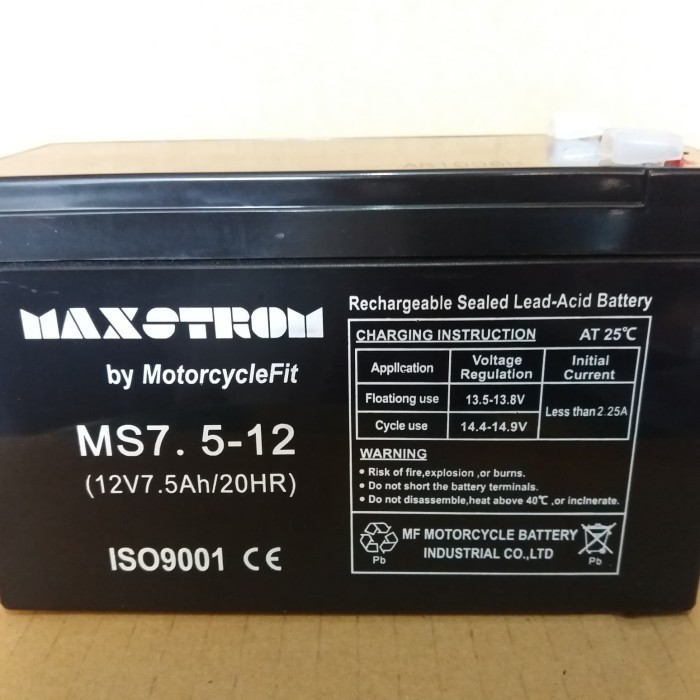 MAXSTROM
by MotorcycleFit
MS7. 5-12
(12V7.5Ah/20HR)
ISO9001 CE
Rechargeable Sealed Lead-Acid Battery
CHARGING INSTRUCTION AT 25℃
Application Voltage Regulation Initial Current
Floationg use 13.5-13.8V Less than 2.25A
Cycle use 14.4-14.9V
WARNING
• Risk of fire,explosion ,or burns.
• Do not short the battery terminals.
• Do not disassemble,heat above 40℃ ,or incinerate.
Pb
MF MOTORCYCLE BATTERY
INDUSTRIAL CO.,LTD
Pb